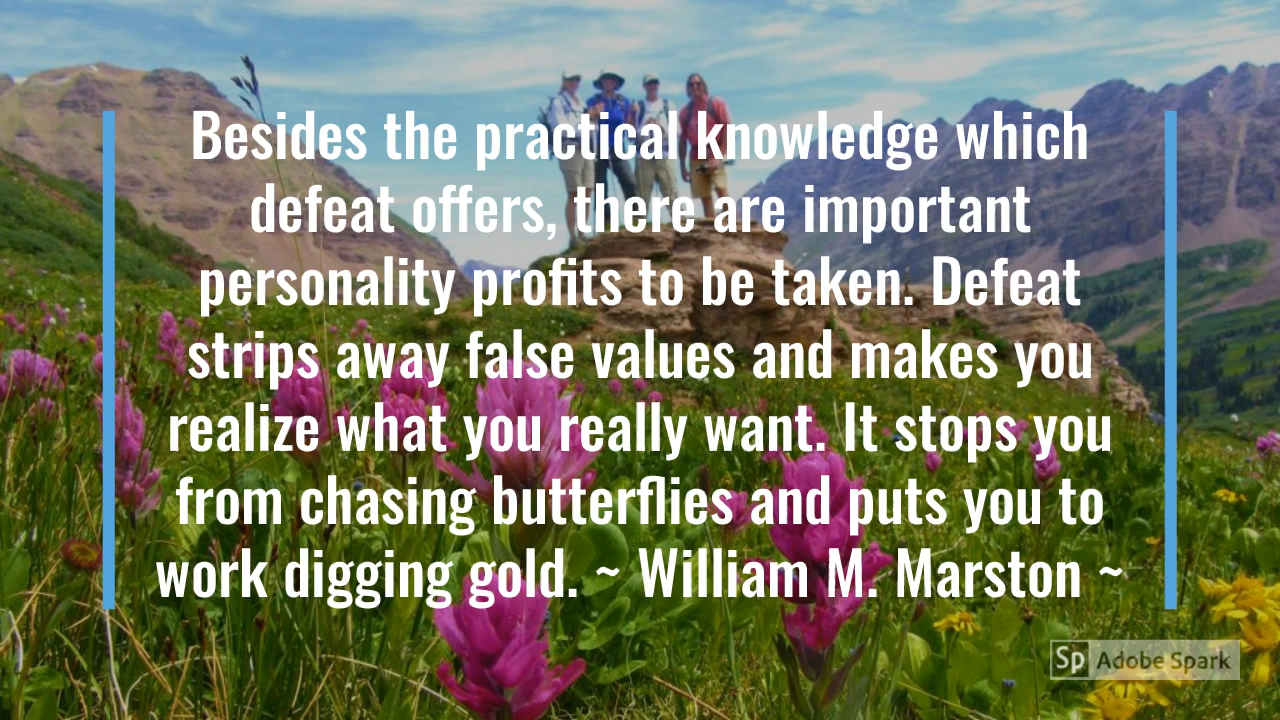 Besides the practical knowledge which
defeat offers, there are important
personality profits to be taken. Defeat
strips away false values and makes you
realize what you really want. It stops you
from chasing butterflies and puts you to
work digging gold. ~ William M. Marston ~
Sp Adobe Spark